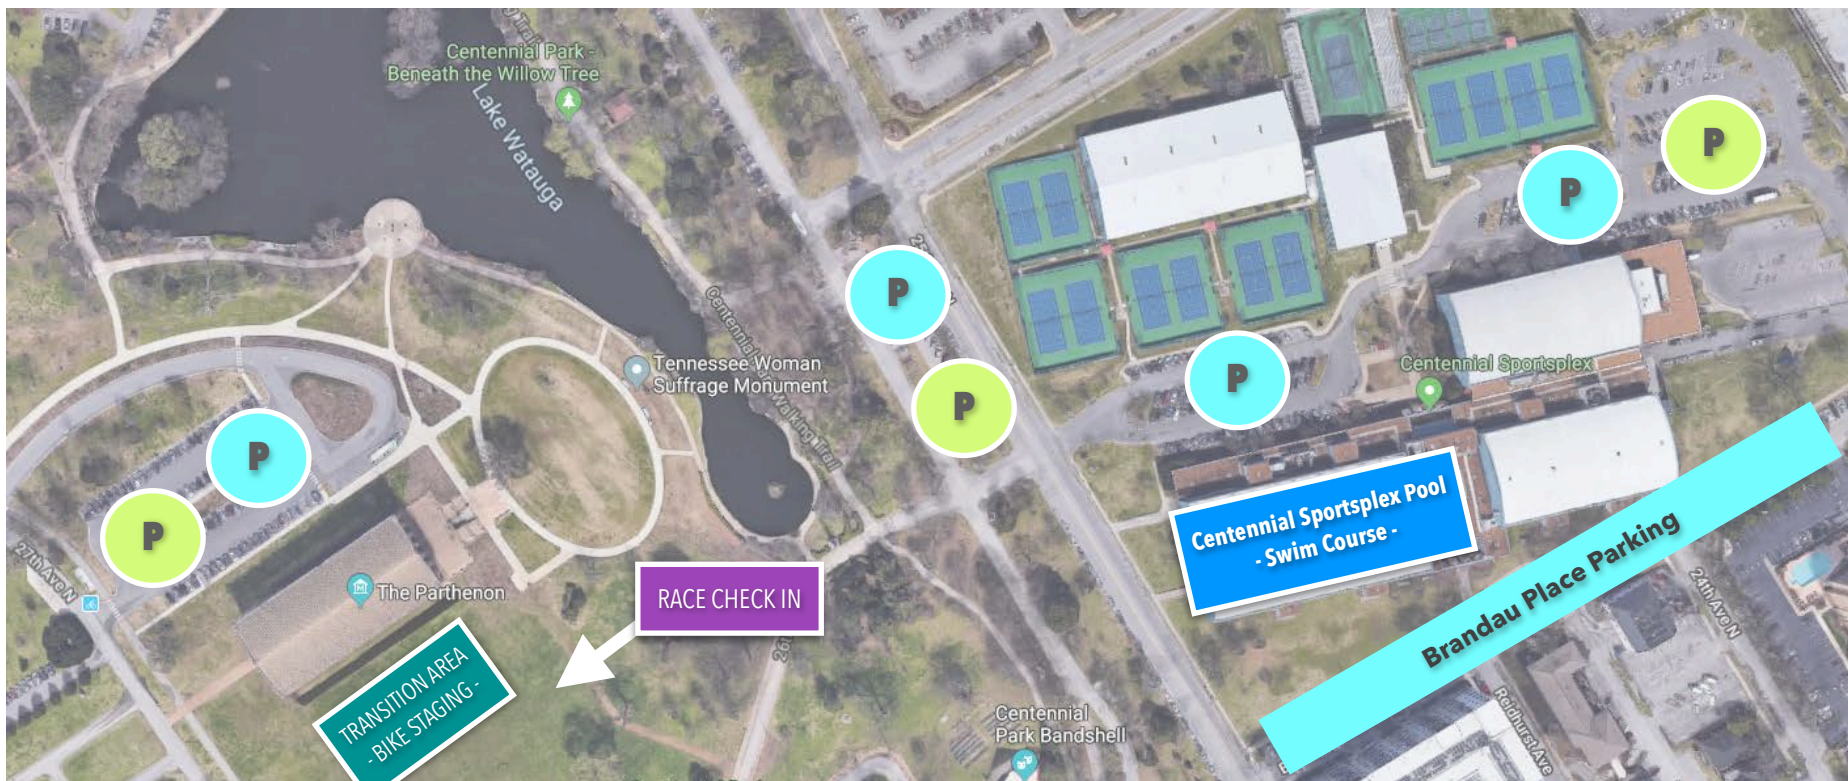 Centennial Park -
Beneath the Willow Tree
Lake Watauga
P
P
P
Centennial Walking Trail
Tennessee Woman
Suffrage Monument
P
Centennial Sportsplex
P
P
P
P
Centennial Sportsplex Pool
- Swim Course -
Brandau Place Parking
27th Ave N
The Parthenon
RACE CHECK IN
24th Ave N
TRANSITION AREA
- BIKE STAGING -
Reidhurst Ave
Centennial
Park Bandshell